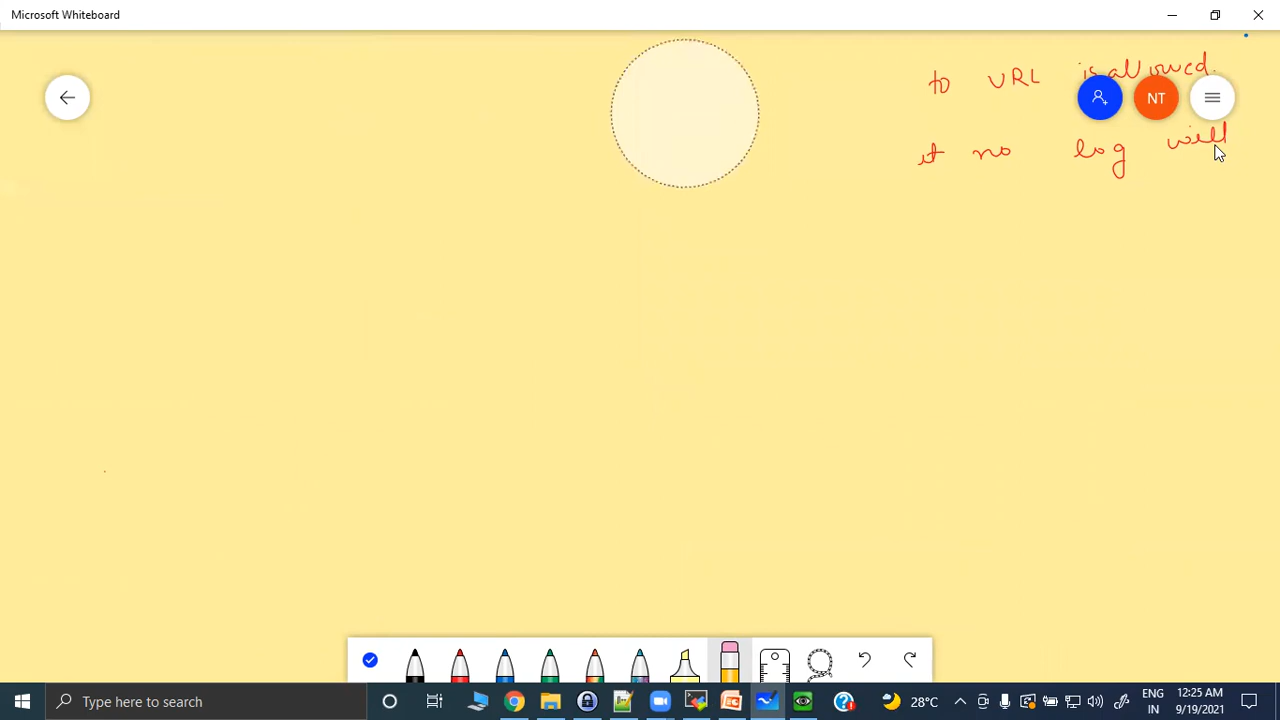 Microsoft Whiteboard
to URL is allowed.
it no log will
NT
Type here to search
28°C
ENG
IN
12:25 AM
9/19/2021